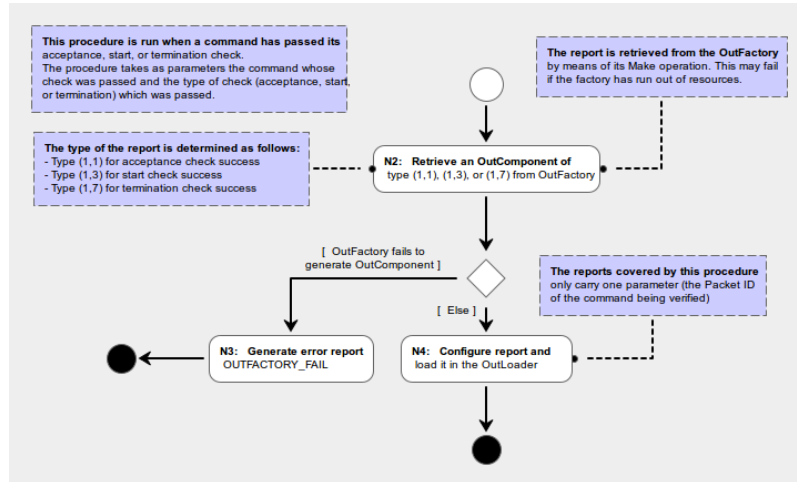 This procedure is run when a command has passed its
acceptance, start, or termination check.
The procedure takes as parameters the command whose
check was passed and the type of check (acceptance, start,
or termination) which was passed.
The report is retrieved from the OutFactory
by means of its Make operation. This may fail
if the factory has run out of resources.
The type of the report is determined as follows:
- Type (1,1) for acceptance check success
- Type (1,3) for start check success
- Type (1,7) for termination check success
N2: Retrieve an OutComponent of
type (1,1), (1,3), or (1,7) from OutFactory
[ OutFactory fails to
generate OutComponent ]
[ Else ]
The reports covered by this procedure
only carry one parameter (the Packet ID
of the command being verified)
N3: Generate error report
OUTFACTORY_FAIL
N4: Configure report and
load it in the OutLoader